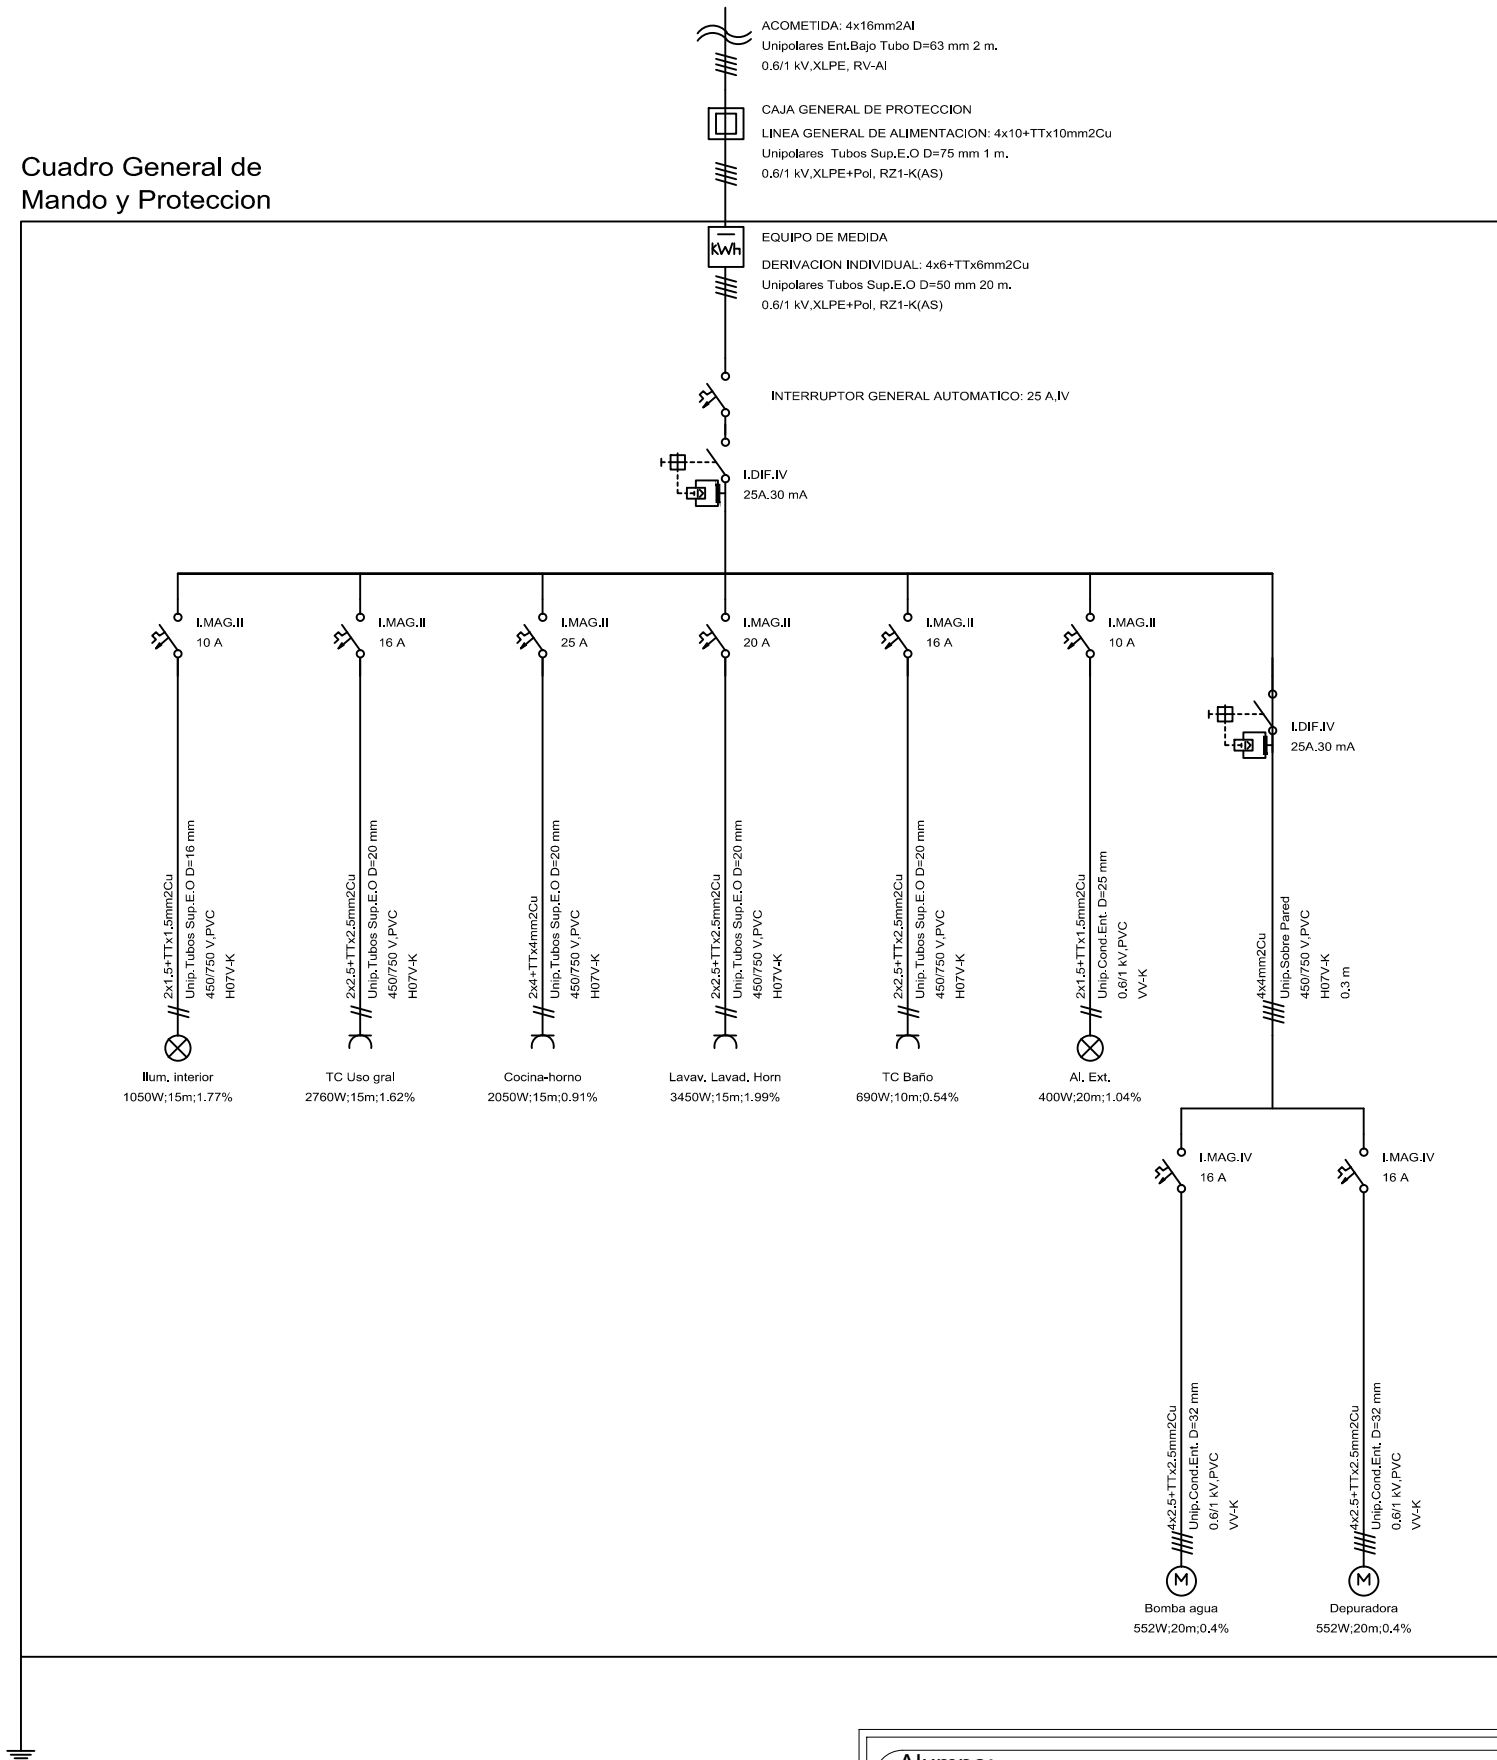 ACOMETIDA: 4x16mm2Al
Unipolares Ent.Bajo Tubo D=63 mm 2 m.
0.6/1 kV,XLPE, RV-Al
CAJA GENERAL DE PROTECCION
LINEA GENERAL DE ALIMENTACION: 4x10+TTx10mm2Cu
Unipolares Tubos Sup.E.O D=75 mm 1 m.
0.6/1 kV,XLPE+Pol, RZ1-K(AS)
Cuadro General de
Mando y Proteccion
KWh
EQUIPO DE MEDIDA
DERIVACION INDIVIDUAL: 4x6+TTx6mm2Cu
Unipolares Tubos Sup.E.O D=50 mm 20 m.
0.6/1 kV,XLPE+Pol, RZ1-K(AS)
INTERRUPTOR GENERAL AUTOMATICO: 25 A,IV
I.DIF.IV
25A.30 mA
I.MAG.II
10 A
I.MAG.II
16 A
I.MAG.II
25 A
I.MAG.II
20 A
I.MAG.II
16 A
I.MAG.II
10 A
I.DIF.IV
25A.30 mA
2x1.5+TTx1.5mm2Cu
Unip.Tubos Sup.E.O D=16 mm
450/750 V,PVC
H07V-K
2x2.5+TTx2.5mm2Cu
Unip.Tubos Sup.E.O D=20 mm
450/750 V,PVC
H07V-K
2x4+TTx4mm2Cu
Unip.Tubos Sup.E.O D=20 mm
450/750 V,PVC
H07V-K
2x2.5+TTx2.5mm2Cu
Unip.Tubos Sup.E.O D=20 mm
450/750 V,PVC
H07V-K
2x2.5+TTx2.5mm2Cu
Unip.Tubos Sup.E.O D=20 mm
450/750 V,PVC
H07V-K
2x1.5+TTx1.5mm2Cu
Unip.Cond.Ent. D=25 mm
0.6/1 kV,PVC
VV-K
4x4mm2Cu
Unip.Sobre Pared
450/750 V,PVC
H07V-K
0.3 m
Ilum. interior
1050W;15m;1.77%
TC Uso gral
2760W;15m;1.62%
Cocina-horno
2050W;15m;0.91%
Lavav. Lavad. Horn
3450W;15m;1.99%
TC Baño
690W;10m;0.54%
Al. Ext.
400W;20m;1.04%
I.MAG.IV
16 A
I.MAG.IV
16 A
4x2.5+TTx2.5mm2Cu
Unip.Cond.Ent. D=32 mm
0.6/1 kV,PVC
VV-K
4x2.5+TTx2.5mm2Cu
Unip.Cond.Ent. D=32 mm
0.6/1 kV,PVC
VV-K
M
M
Bomba agua
552W;20m;0.4%
Depuradora
552W;20m;0.4%
Alumno: